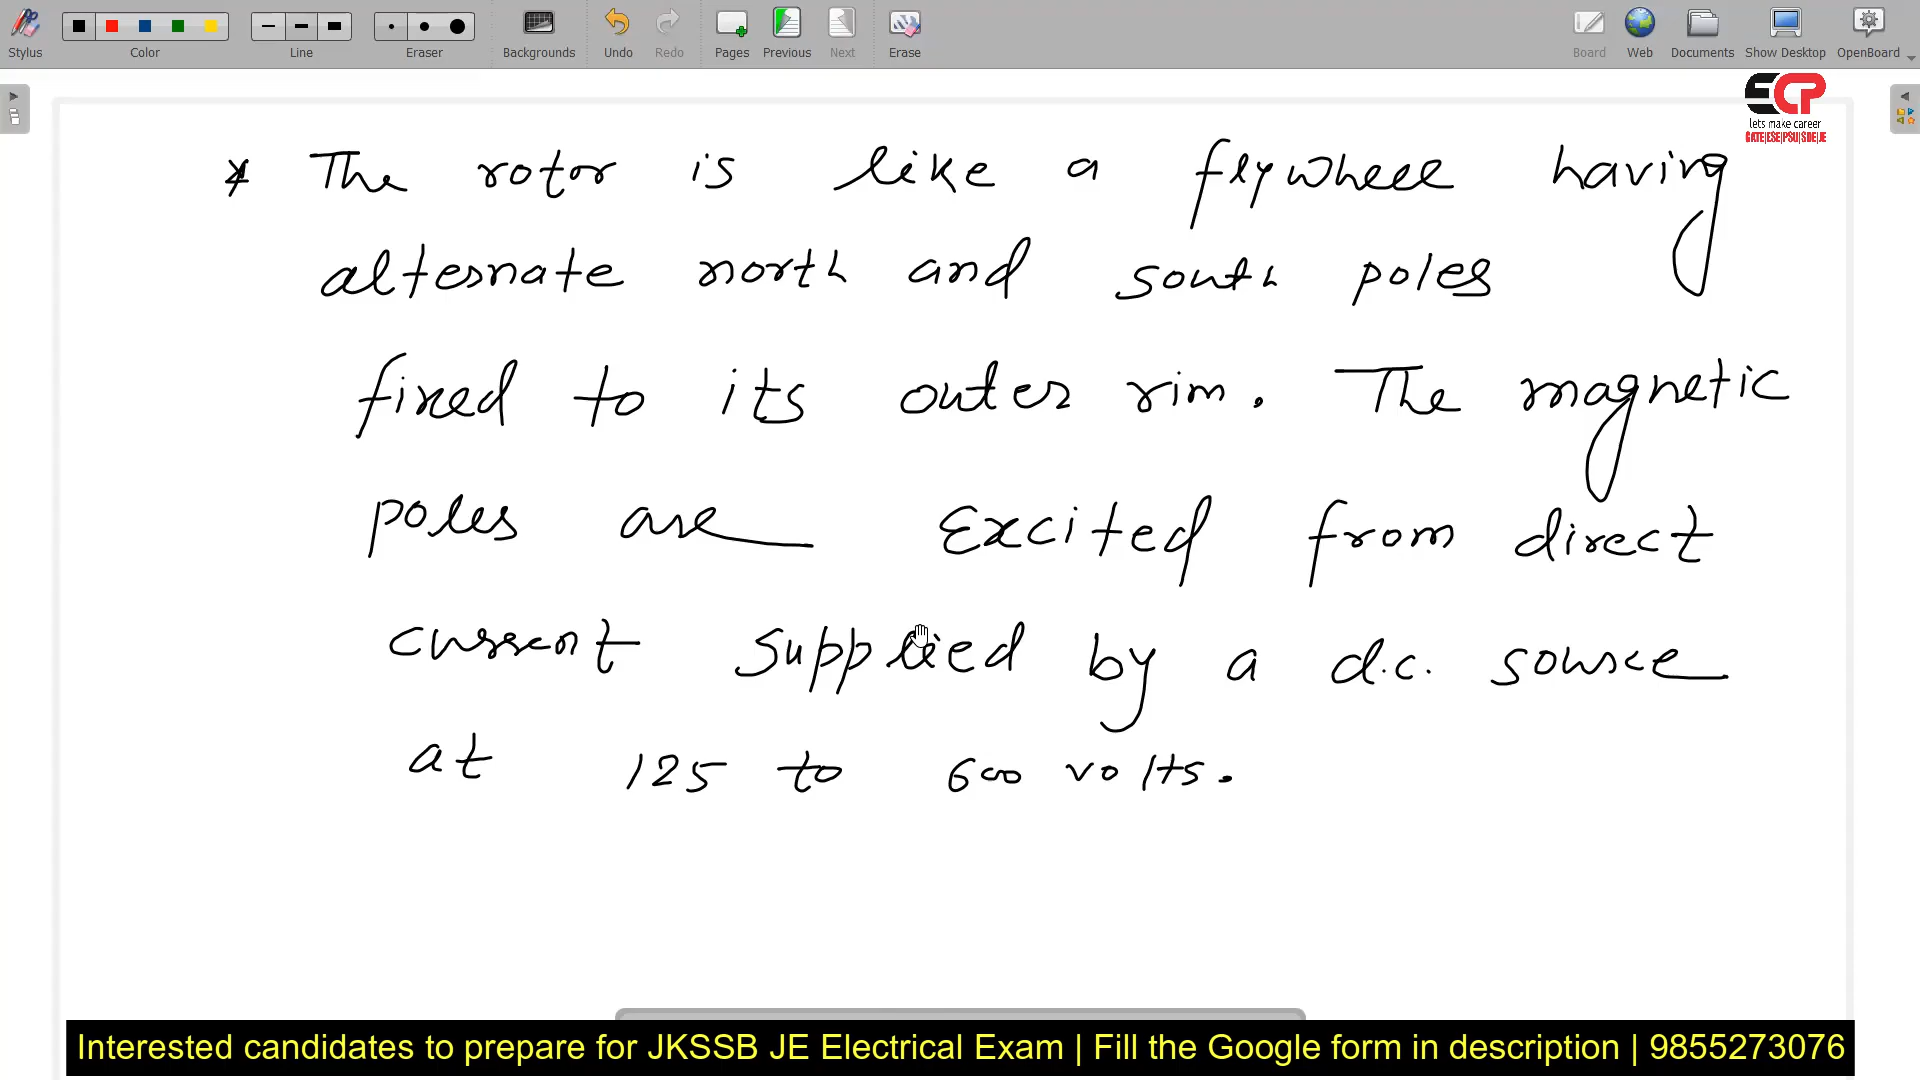 Stylus Color Line Eraser Backgrounds Undo Redo Pages Previous Next Erase Board Web Documents Show Desktop OpenBoard
ECP
lets make career
GATE|ESE|PSU|SDE|JE
* The rotor is like a flywheel having
alternate north and south poles
fixed to its outer rim. The magnetic
poles are Excited from direct
current supplied by a d.c. source
at 125 to 600 volts.
Interested candidates to prepare for JKSSB JE Electrical Exam | Fill the Google form in description | 9855273076